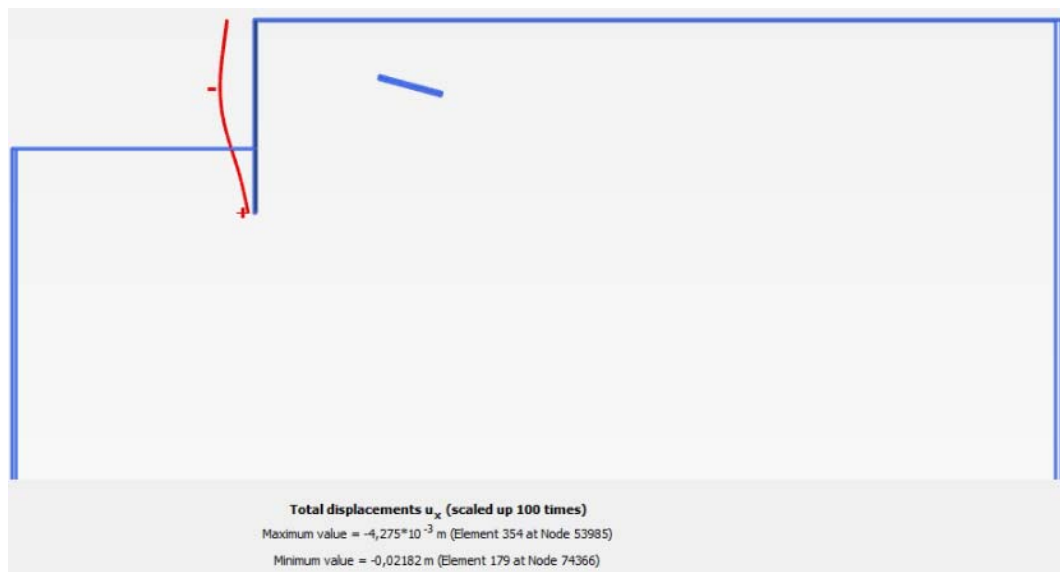 Total displacements uₓ (scaled up 100 times)
Maximum value = -4,275*10⁻³ m (Element 354 at Node 53985)
Minimum value = -0,02182 m (Element 179 at Node 74366)